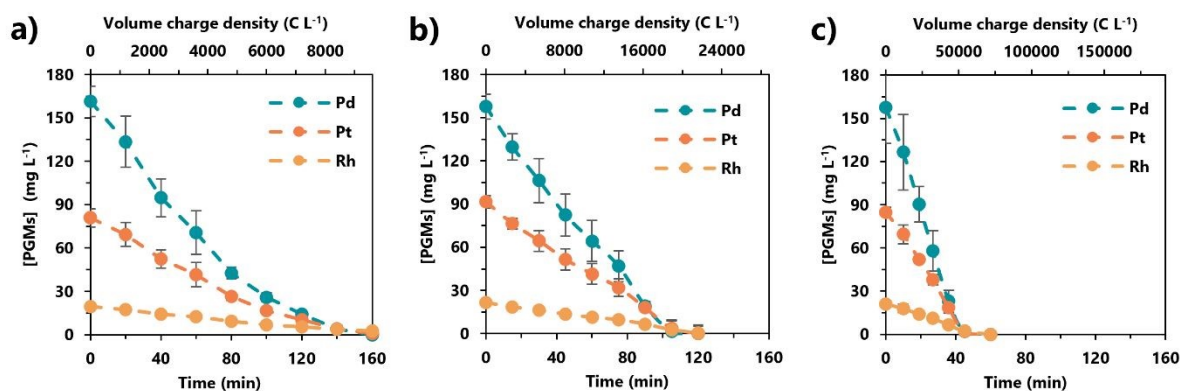 a)
Volume charge density (C L⁻¹)
0 2000 4000 6000 8000
180
150
120
90
60
30
0
[PGMs] (mg L⁻¹)
Pd
Pt
Rh
0 40 80 120 160
Time (min)
b)
Volume charge density (C L⁻¹)
0 8000 16000 24000
180
150
120
90
60
30
0
[PGMs] (mg L⁻¹)
Pd
Pt
Rh
0 40 80 120 160
Time (min)
c)
Volume charge density (C L⁻¹)
0 50000 100000 150000
180
150
120
90
60
30
0
[PGMs] (mg L⁻¹)
Pd
Pt
Rh
0 40 80 120 160
Time (min)